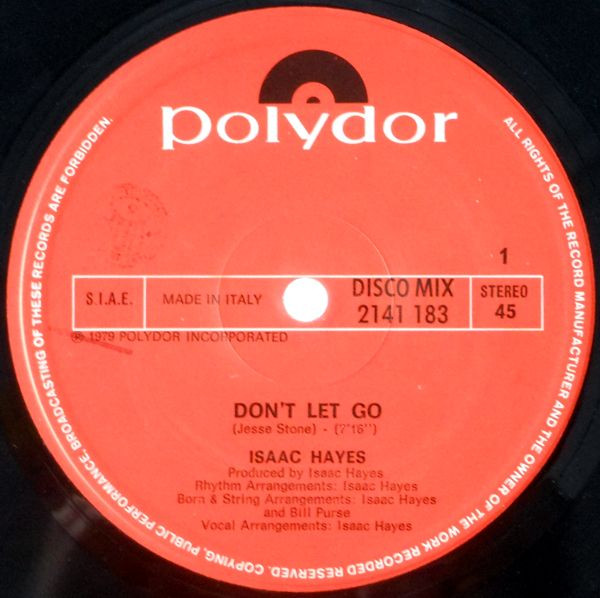 polydor
1
S.I.A.E.
MADE IN ITALY
DISCO MIX
2141 183
STEREO
45
℗ 1979 POLYDOR INCORPORATED
DON'T LET GO
(Jesse Stone) - (7'16'')
ISAAC HAYES
Produced by Isaac Hayes
Rhythm Arrangements: Isaac Hayes
Born & String Arrangements: Isaac Hayes
and Bill Purse
Vocal Arrangements: Isaac Hayes
ALL RIGHTS OF THE RECORD MANUFACTURER AND THE OWNER OF THE WORK RECORDED RESERVED. COPYING, PUBLIC PERFORMANCE, BROADCASTING OF THESE RECORDS ARE FORBIDDEN.